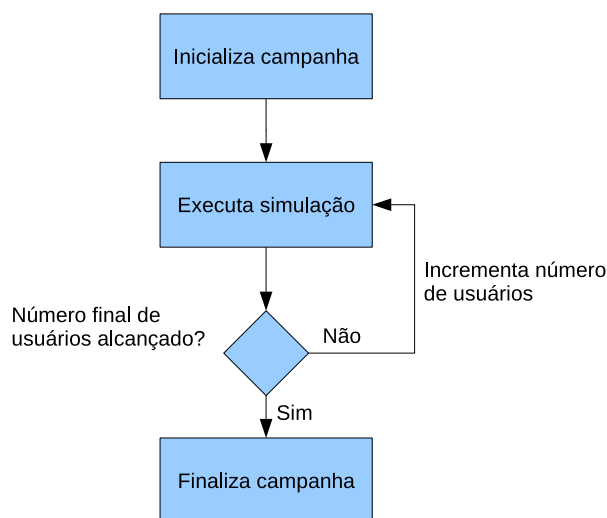 Inicializa campanha
Executa simulação
Incrementa número
de usuários
Número final de
usuários alcançado?
Não
Sim
Finaliza campanha